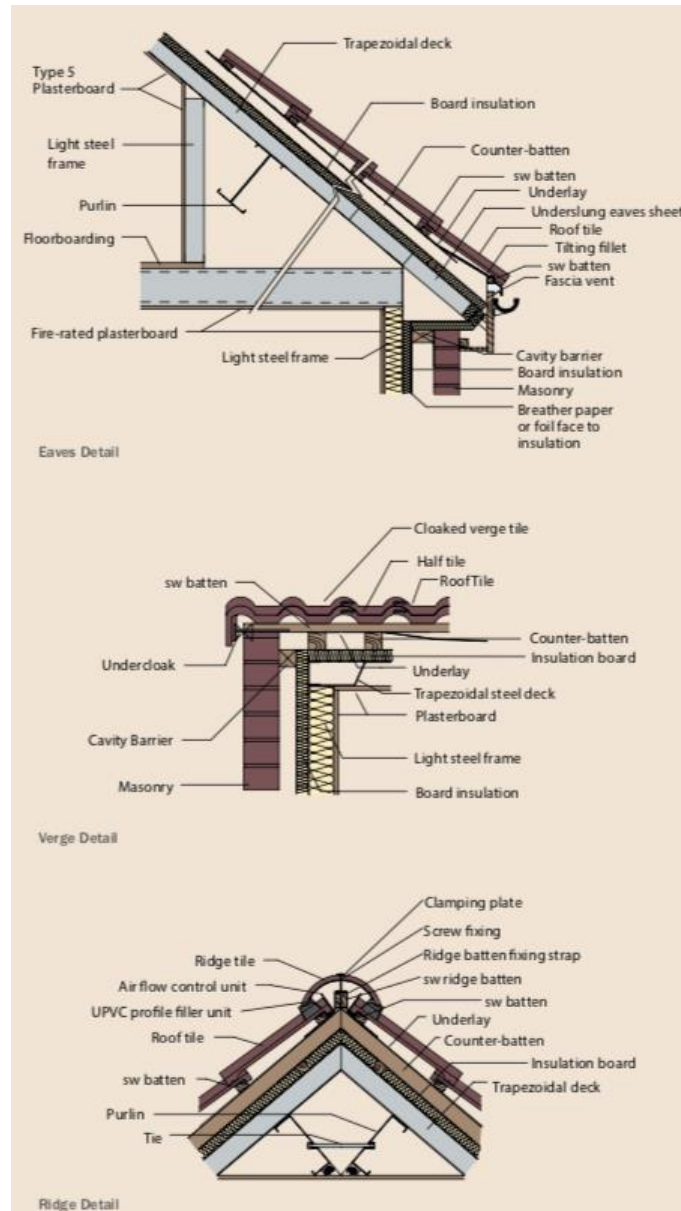 Trapezoidal deck
Type 5
Plasterboard
Board insulation
Light steel
frame
Counter-batten
sw batten
Underlay
Purlin
Underslung eaves sheet
Roof tile
Floorboarding
Tilting fillet
sw batten
Fascia vent
Fire-rated plasterboard
Light steel frame
Cavity barrier
Board insulation
Masonry
Breather paper
or foil face to
insulation
Eaves Detail
Cloaked verge tile
Half tile
sw batten
Roof Tile
Counter-batten
Undercloak
Insulation board
Underlay
Trapezoidal steel deck
Plasterboard
Cavity Barrier
Light steel frame
Masonry
Board insulation
Verge Detail
Clamping plate
Screw fixing
Ridge tile
Ridge batten fixing strap
Airflow control unit
sw ridge batten
UPVC profile filler unit
sw batten
Underlay
Roof tile
Counter-batten
Insulation board
sw batten
Trapezoidal deck
Purlin
Tie
Ridge Detail